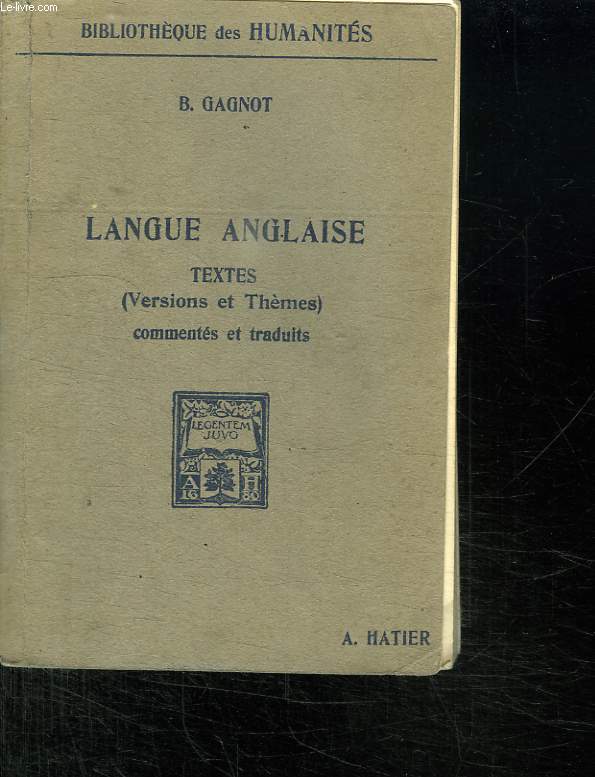 Le-livre.com
BIBLIOTHÈQUE des HUMANITÉS
B. GAGNOT
LANGUE ANGLAISE
TEXTES
(Versions et Thèmes)
commentés et traduits
LEGENTEM
JUVO
A H
16 80
A. HATIER